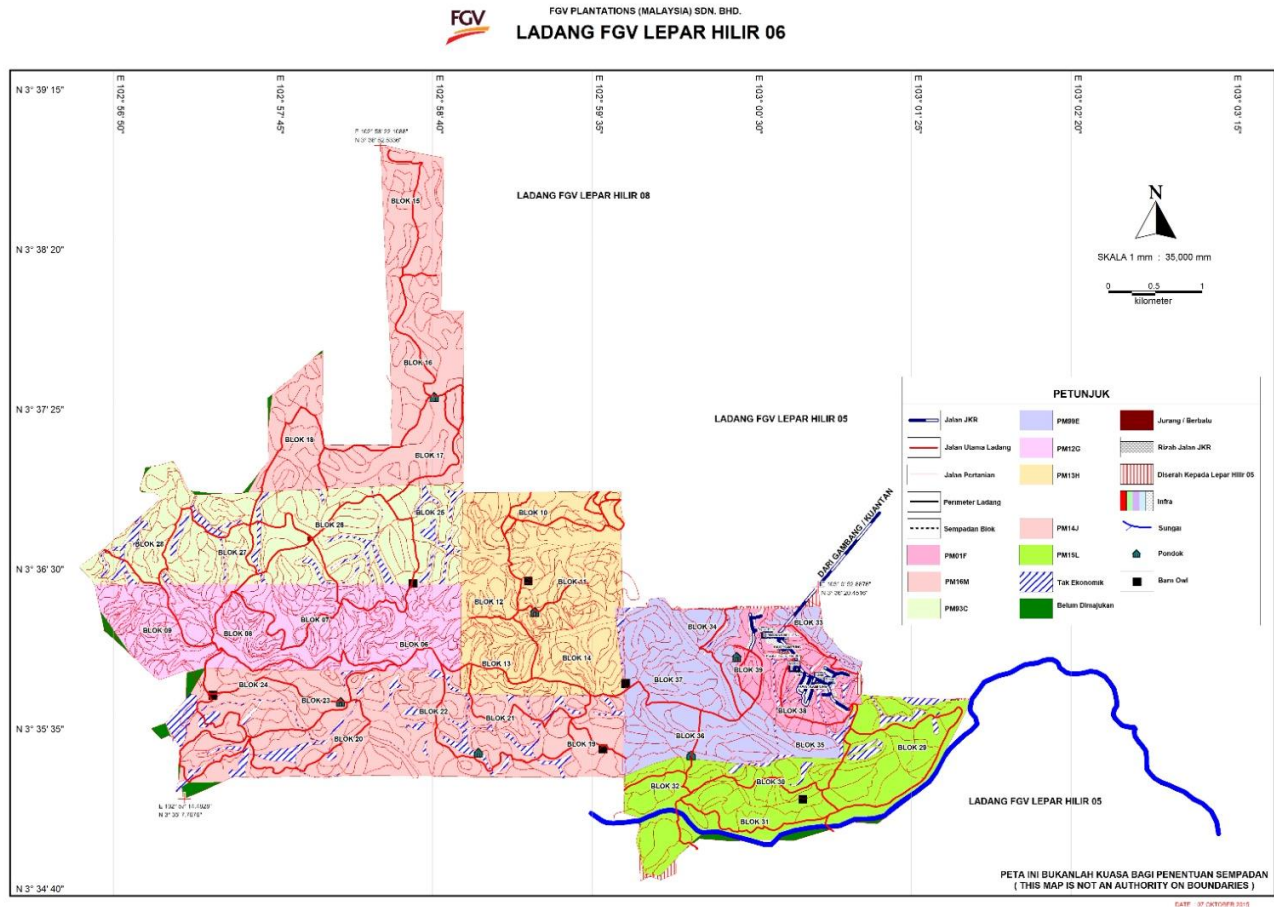 FGV
FGV PLANTATIONS (MALAYSIA) SDN. BHD.
LADANG FGV LEPAR HILIR 06
E 102° 56' 50"
E 102° 57' 45"
E 102° 58' 40"
E 102° 59' 35"
E 103° 00' 30"
E 103° 01' 25"
E 103° 02' 20"
E 103° 03' 15"
N 3° 39' 15"
N 3° 38' 20"
N 3° 37' 25"
N 3° 36' 30"
N 3° 35' 35"
N 3° 34' 40"
LADANG FGV LEPAR HILIR 08
N
SKALA 1 mm : 35,000 mm
0 0.5 1
kilometer
BLOK 15
BLOK 16
BLOK 18
BLOK 17
LADANG FGV LEPAR HILIR 05
BLOK 25
BLOK 26
BLOK 28
BLOK 27
BLOK 10
BLOK 11
BLOK 12
BLOK 09
BLOK 08
BLOK 07
BLOK 06
BLOK 13
BLOK 14
DARI GAMBANG / KUANTAN
BLOK 34
BLOK 33
BLOK 39
BLOK 37
BLOK 38
BLOK 24
BLOK 23
BLOK 22
BLOK 21
BLOK 20
BLOK 19
BLOK 36
BLOK 35
BLOK 29
BLOK 32
BLOK 30
BLOK 31
LADANG FGV LEPAR HILIR 05
PETUNJUK
Jalan JKR
Jalan Utama Ladang
Jalan Pertanian
Perimeter Ladang
Sempadan Blok
PM01F
PM16M
PM93C
PM09E
PM12G
PM13H
PM14J
PM15L
Tak Ekonomik
Belum Dimajukan
Jurang / Berbatu
Rizab Jalan JKR
Diserah Kepada Lepar Hilir 05
Infra
Sungai
Pondok
Barn Owl
PETA INI BUKANLAH KUASA BAGI PENENTUAN SEMPADAN
( THIS MAP IS NOT AN AUTHORITY ON BOUNDARIES )